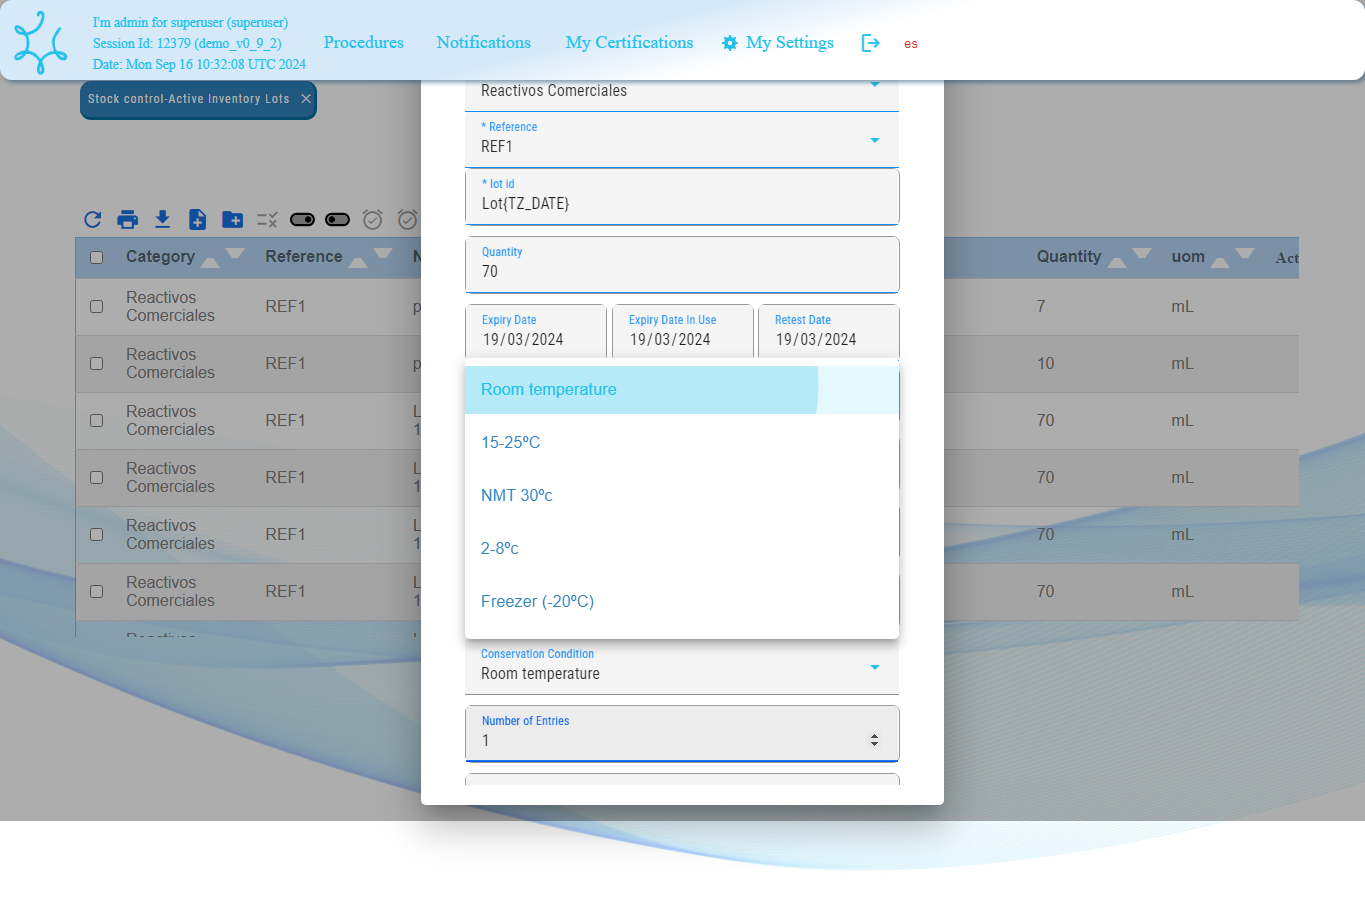 I'm admin for superuser (superuser)
Session Id: 12379 (demo_v0_9_2)
Date: Mon Sep 16 10:32:08 UTC 2024
Procedures
Notifications
My Certifications
My Settings
es
Stock control-Active Inventory Lots ×
Reactivos Comerciales
* Reference
REF1
* lot id
Lot{TZ_DATE}
Quantity
70
Expiry Date
19/03/2024
Expiry Date In Use
19/03/2024
Retest Date
19/03/2024
Room temperature
15-25ºC
NMT 30ºc
2-8ºc
Freezer (-20ºC)
Conservation Condition
Room temperature
Number of Entries
1
Category Reference N Quantity uom Act
Reactivos Comerciales REF1 p 7 mL
Reactivos Comerciales REF1 p 10 mL
Reactivos Comerciales REF1 L 1 70 mL
Reactivos Comerciales REF1 L 1 70 mL
Reactivos Comerciales REF1 L 1 70 mL
Reactivos Comerciales REF1 L 1 70 mL